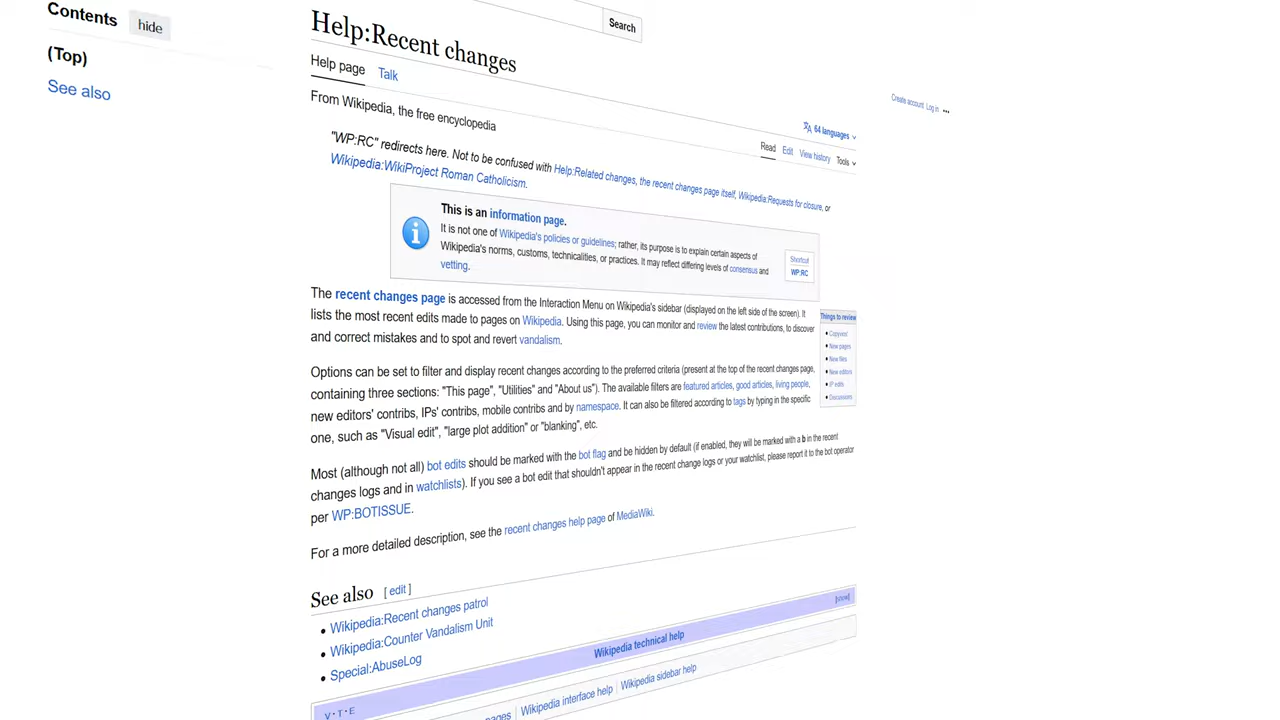 Contents hide
(Top)
See also
Search
Help:Recent changes
Help page Talk
Create account Log in •••
64 languages
Read Edit View history Tools
From Wikipedia, the free encyclopedia
"WP:RC" redirects here. Not to be confused with Help:Related changes, the recent changes page itself, Wikipedia:Requests for closure, or
Wikipedia:WikiProject Roman Catholicism.
This is an information page.
It is not one of Wikipedia's policies or guidelines; rather, its purpose is to explain certain aspects of
Wikipedia's norms, customs, technicalities, or practices. It may reflect differing levels of consensus and
vetting.
Shortcut
WP:RC
The recent changes page is accessed from the Interaction Menu on Wikipedia's sidebar (displayed on the left side of the screen). It
lists the most recent edits made to pages on Wikipedia. Using this page, you can monitor and review the latest contributions, to discover
and correct mistakes and to spot and revert vandalism.
Things to review
• Copyvio!
• New pages
• New files
• New editors
• IP edits
• Discussions
Options can be set to filter and display recent changes according to the preferred criteria (present at the top of the recent changes page,
containing three sections: "This page", "Utilities" and "About us"). The available filters are featured articles, good articles, living people,
new editors' contribs, IPs' contribs, mobile contribs and by namespace. It can also be filtered according to tags by typing in the specific
one, such as "Visual edit", "large plot addition" or "blanking", etc.
Most (although not all) bot edits should be marked with the bot flag and be hidden by default (if enabled, they will be marked with a b in the recent
changes logs and in watchlists). If you see a bot edit that shouldn't appear in the recent change logs or your watchlist, please report it to the bot operator
per WP:BOTISSUE.
For a more detailed description, see the recent changes help page of MediaWiki.
See also [ edit ]
• Wikipedia:Recent changes patrol
• Wikipedia:Counter Vandalism Unit
• Special:AbuseLog
V·T·E
Wikipedia technical help
[show]
pages | Wikipedia interface help | Wikipedia sidebar help